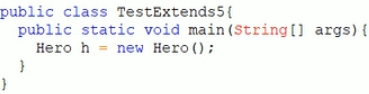 public class TestExtends5{
  public static void main(String[] args){
    Hero h = new Hero();
  }
}